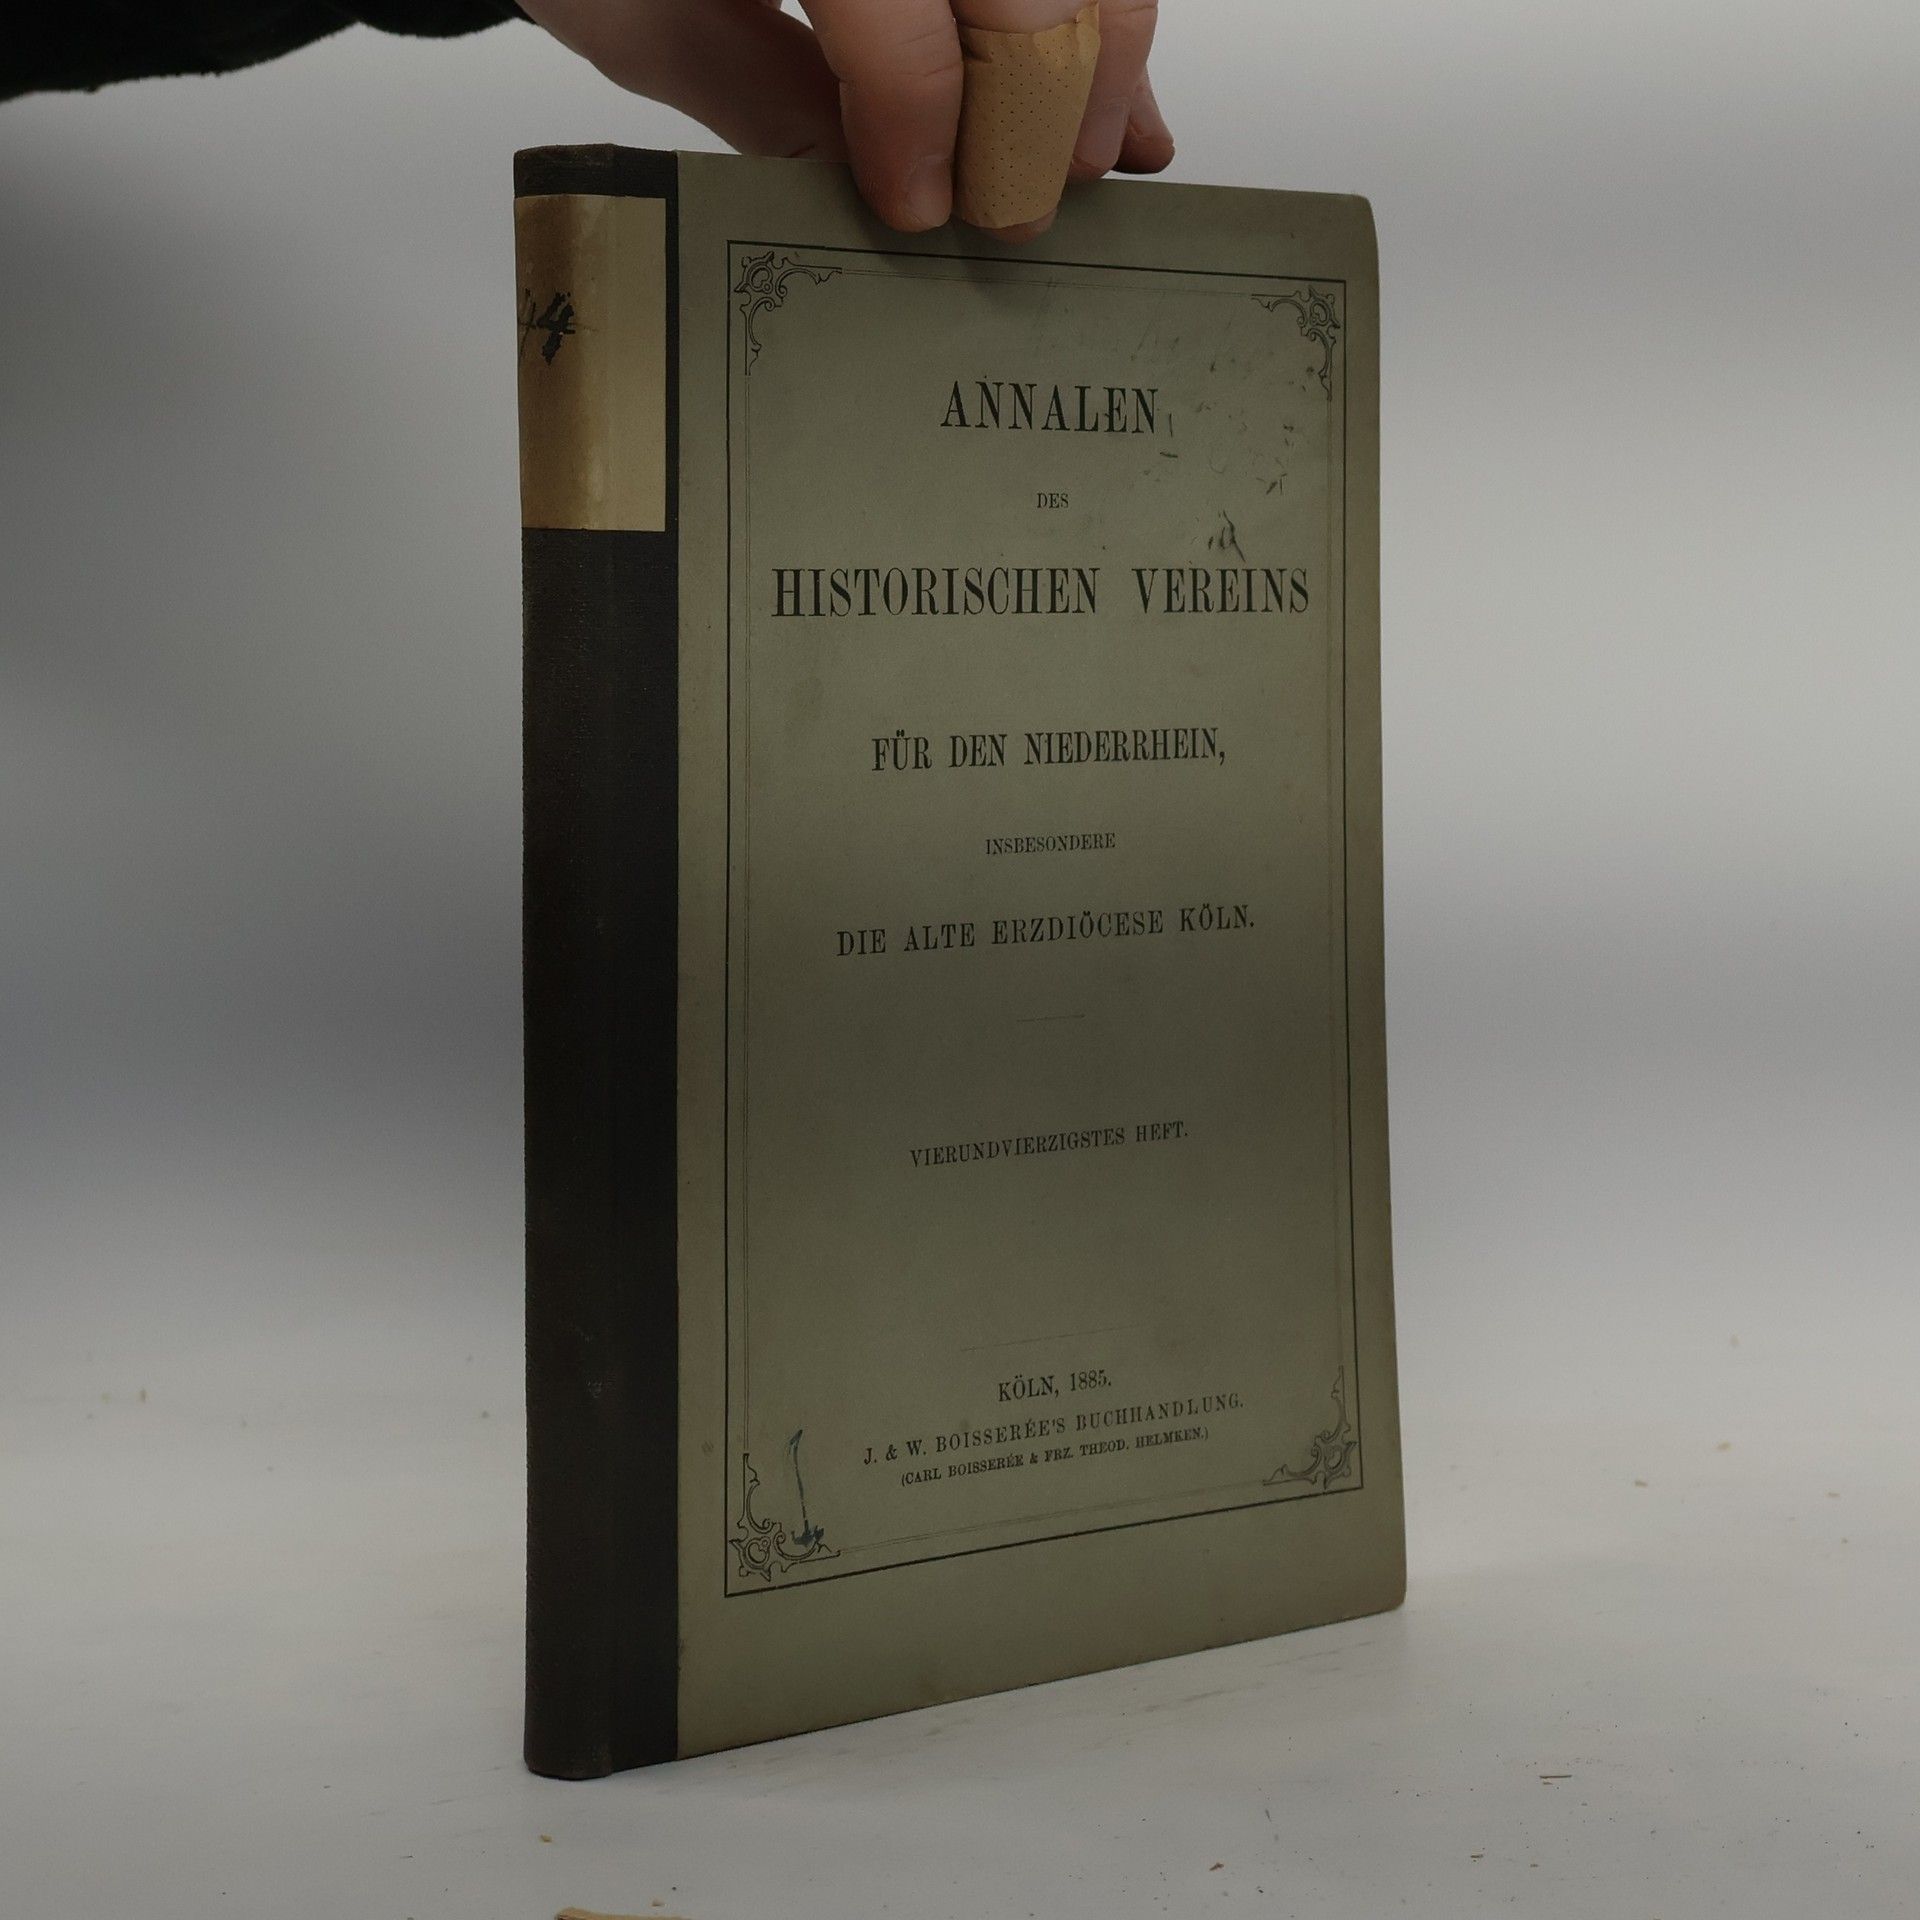 44
ANNALEN
DES
HISTORISCHEN VEREINS
FÜR DEN NIEDERRHEIN,
INSBESONDERE
DIE ALTE ERZDIÖCESE KÖLN.
VIERUNDVIERZIGSTES HEFT.
KÖLN, 1885.
J. & W. BOISSERÉE'S BUCHHANDLUNG.
(CARL BOISSERÉE & FRZ. THEOD. HELMKEN.)